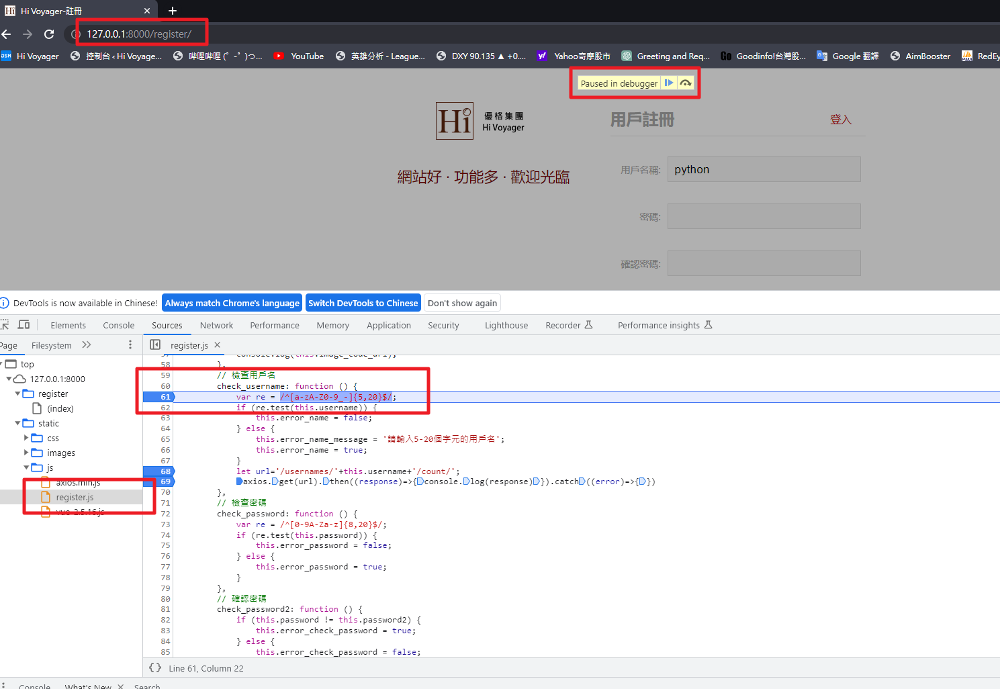 Hi Voyager-註冊
127.0.0.1:8000/register/
Hi Voyager
控制台 ‹ Hi Voyage...
哔哩哔哩 (゜-゜)つ...
YouTube
英雄分析 - League...
DXY 90.135 ▲ +0....
Yahoo奇摩股市
Greeting and Req...
Goodinfo!台灣股...
Google 翻譯
AimBooster
RedEy
Paused in debugger
Hi
優格集團
Hi Voyager
網站好 · 功能多 · 歡迎光臨
用戶註冊
登入
用戶名稱:
python
密碼:
確認密碼:
DevTools is now available in Chinese!
Always match Chrome's language
Switch DevTools to Chinese
Don't show again
Elements
Console
Sources
Network
Performance
Memory
Application
Security
Lighthouse
Recorder
Performance insights
Page
Filesystem
register.js
top
127.0.0.1:8000
register
(index)
static
css
images
js
axios.min.js
register.js
vue-2.5.16.js
57 console.log(this.image_code_url);
58 },
59 // 檢查用戶名
60 check_username: function () {
61 var re = /^[a-zA-Z0-9_-]{5,20}$/;
62 if (re.test(this.username)) {
63 this.error_name = false;
64 } else {
65 this.error_name_message = '請輸入5-20個字元的用戶名';
66 this.error_name = true;
67 }
68 let url='/usernames/'+this.username+'/count/';
69 axios.get(url).then((response)=>{console.log(response)}).catch((error)=>{})
70 },
71 // 檢查密碼
72 check_password: function () {
73 var re = /^[0-9A-Za-z]{8,20}$/;
74 if (re.test(this.password)) {
75 this.error_password = false;
76 } else {
77 this.error_password = true;
78 }
79 },
80 // 確認密碼
81 check_password2: function () {
82 if (this.password != this.password2) {
83 this.error_check_password = true;
84 } else {
85 this.error_check_password = false;
{} Line 61, Column 22
Console
What's New
Search